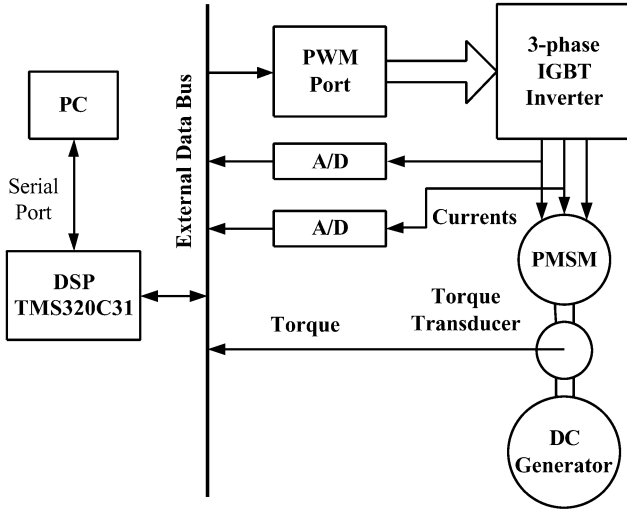 PC
Serial
Port
DSP
TMS320C31
External Data Bus
PWM
Port
3-phase
IGBT
Inverter
A/D
A/D
Currents
PMSM
Torque
Transducer
Torque
DC
Generator